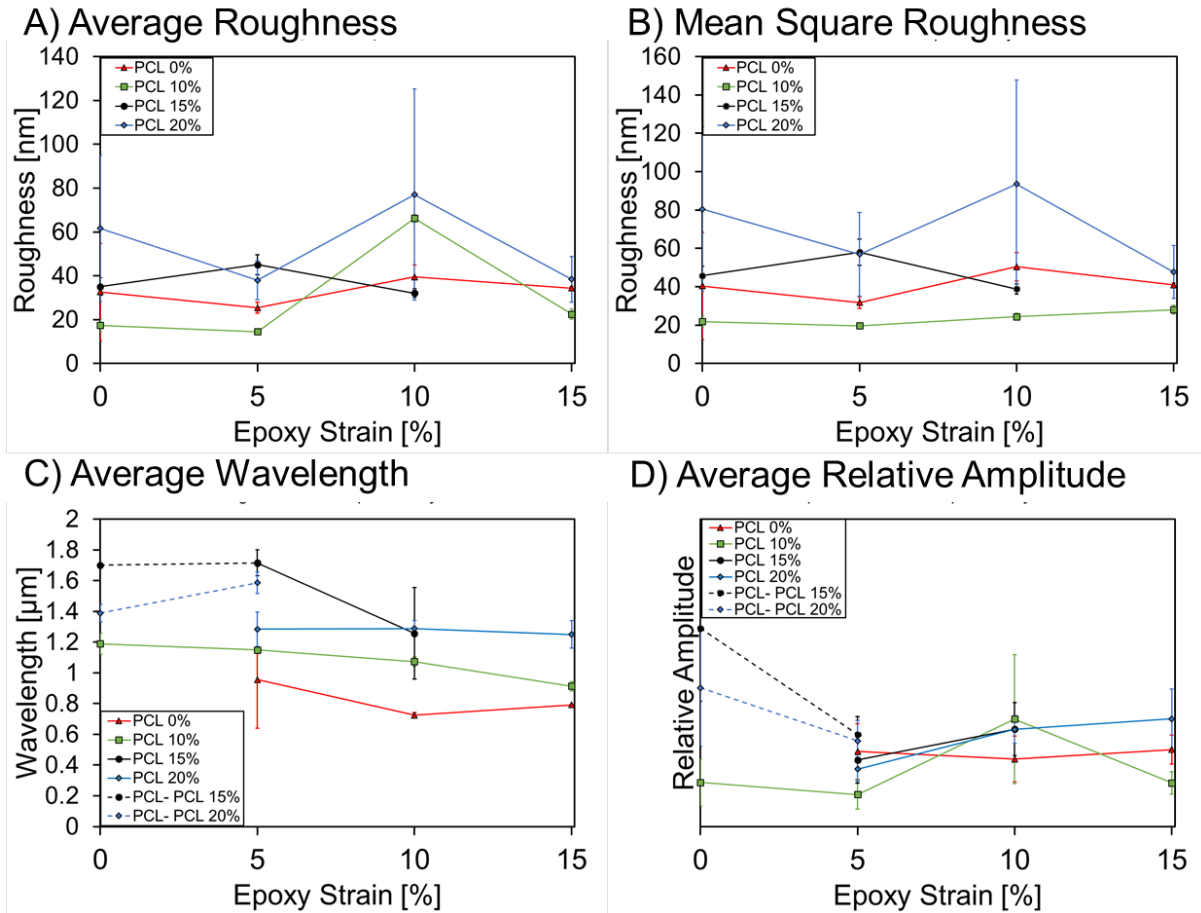 A) Average Roughness
140
120
100
80
60
40
20
0
Roughness [nm]
PCL 0%
PCL 10%
PCL 15%
PCL 20%
0 5 10 15
Epoxy Strain [%]
B) Mean Square Roughness
160
140
120
100
80
60
40
20
0
Roughness [nm]
PCL 0%
PCL 10%
PCL 15%
PCL 20%
0 5 10 15
Epoxy Strain [%]
C) Average Wavelength
2
1.8
1.6
1.4
1.2
1
0.8
0.6
0.4
0.2
0
Wavelength [µm]
PCL 0%
PCL 10%
PCL 15%
PCL 20%
PCL- PCL 15%
PCL- PCL 20%
0 5 10 15
Epoxy Strain [%]
D) Average Relative Amplitude
Relative Amplitude
PCL 0%
PCL 10%
PCL 15%
PCL 20%
PCL- PCL 15%
PCL- PCL 20%
0 5 10 15
Epoxy Strain [%]